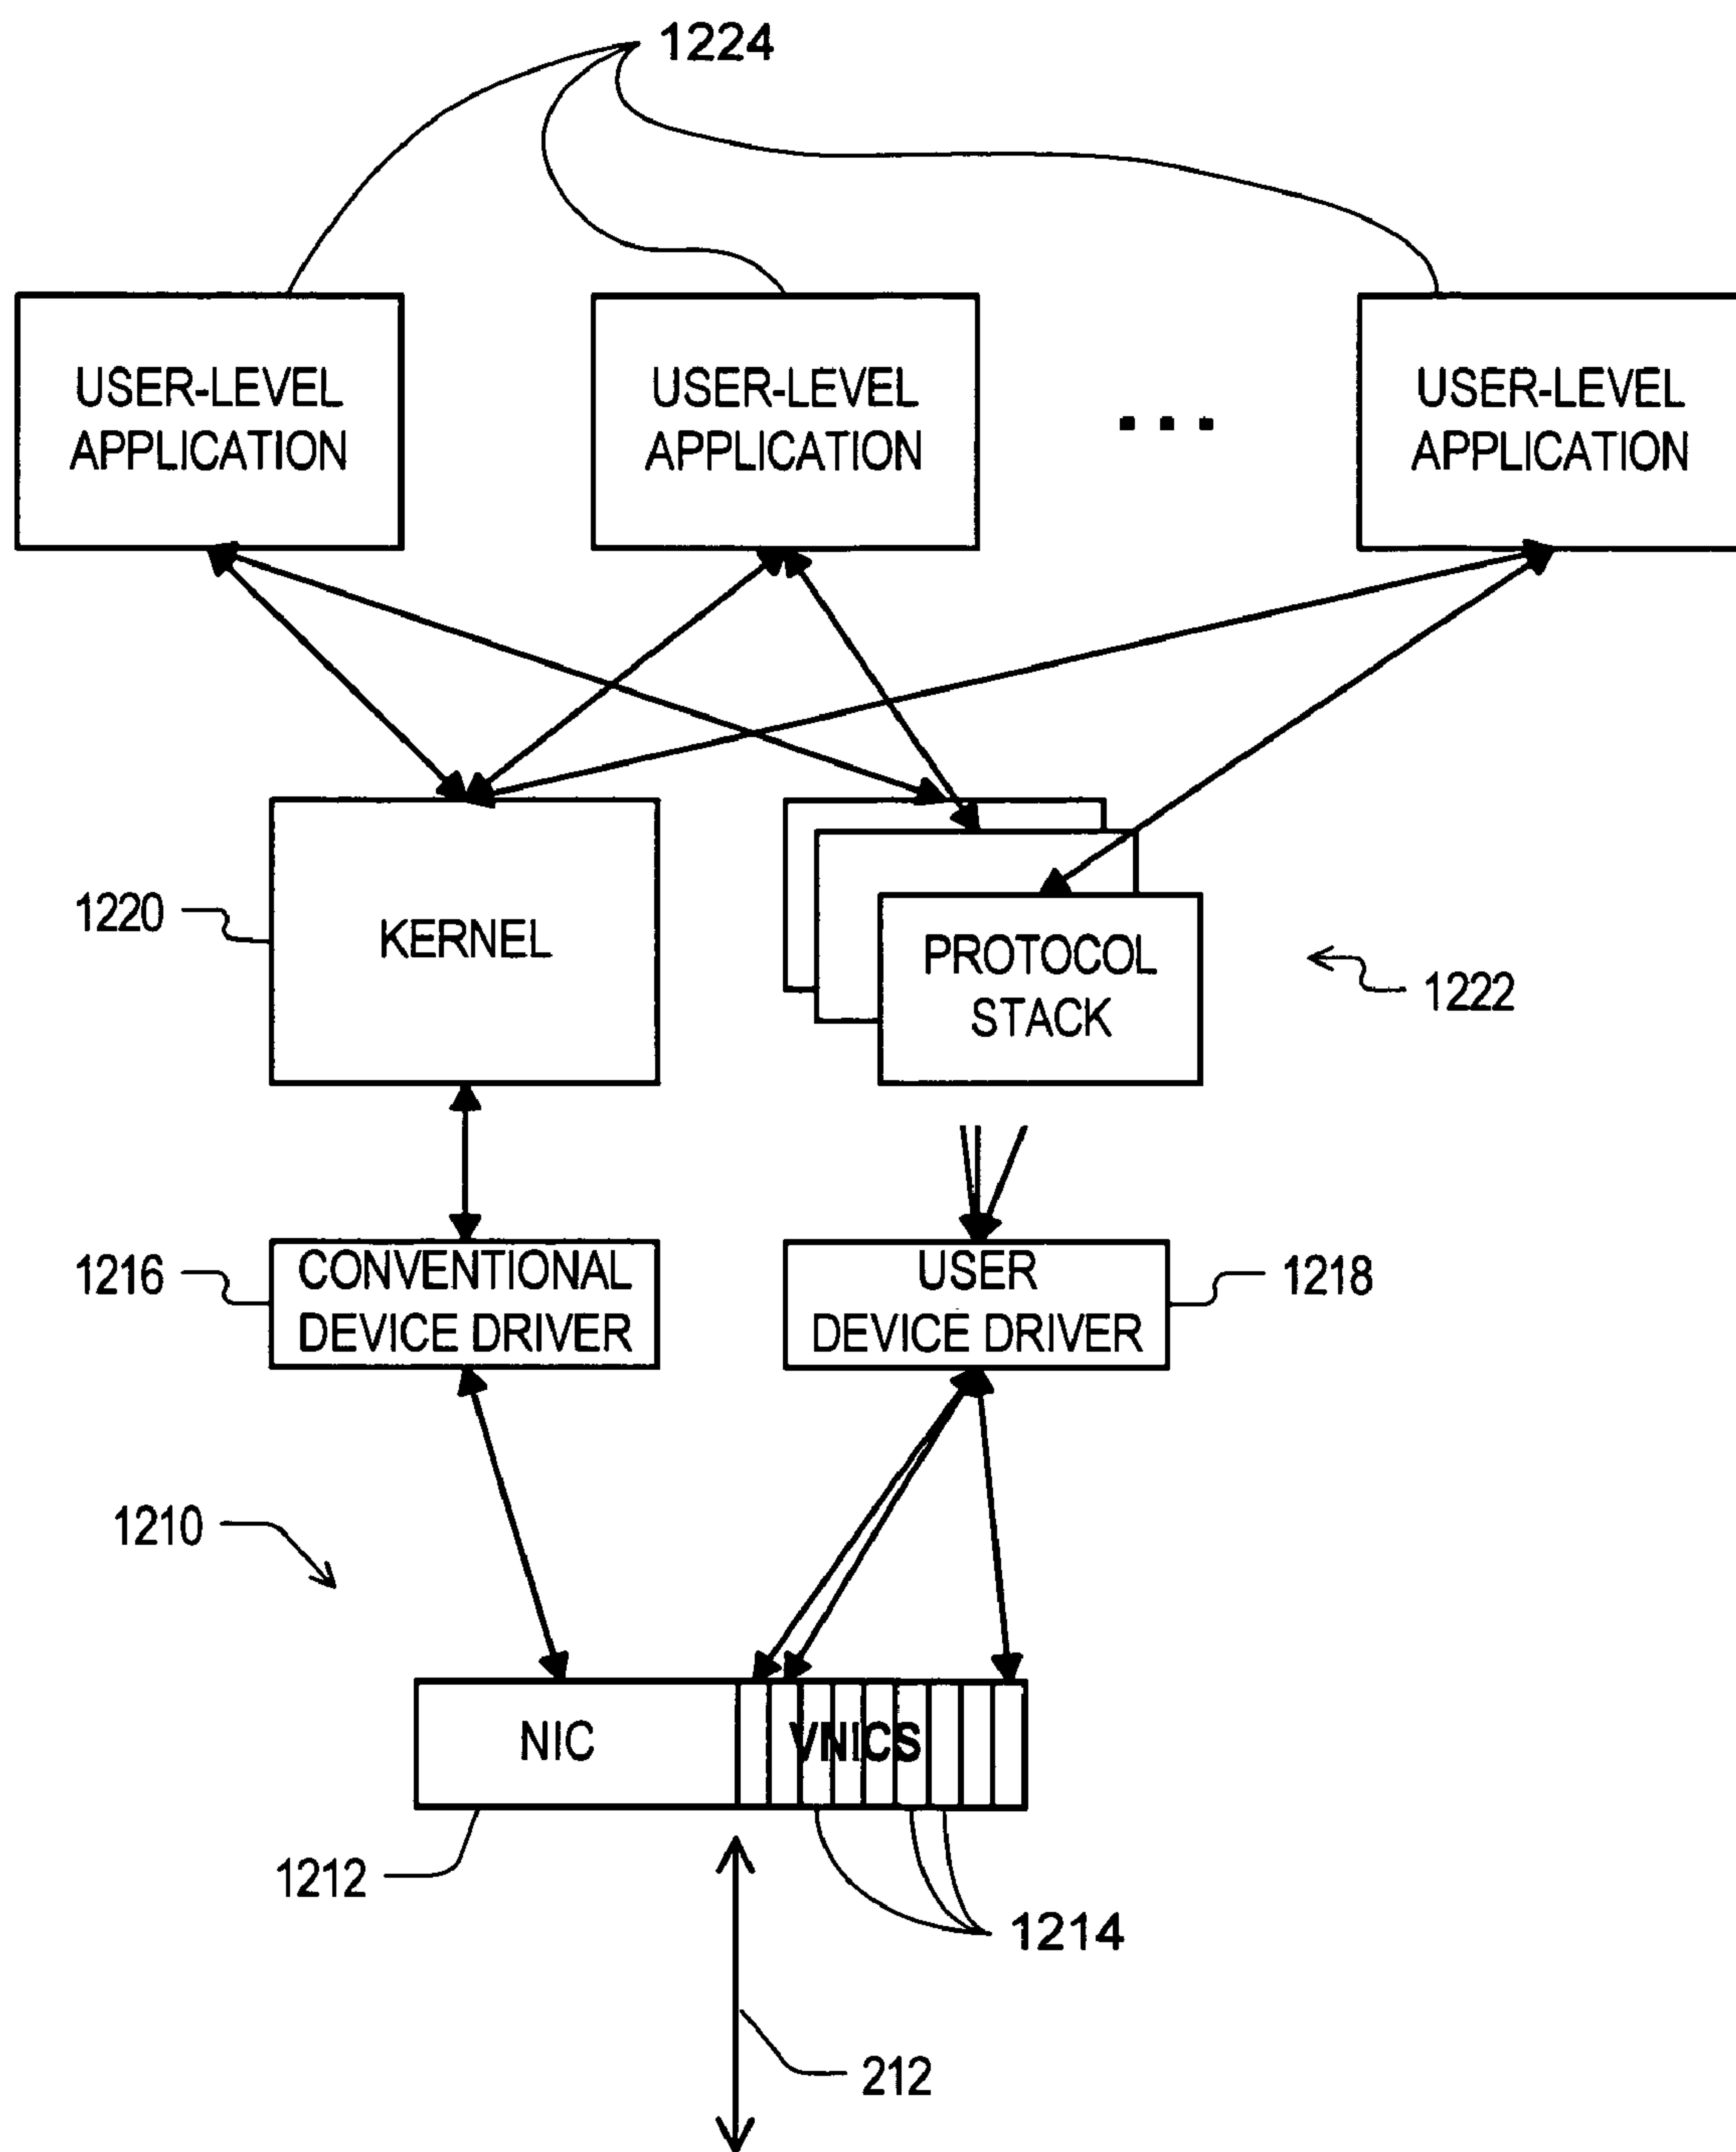 1224
USER-LEVEL
APPLICATION
USER-LEVEL
APPLICATION
. . .
USER-LEVEL
APPLICATION
1220
KERNEL
PROTOCOL
STACK
1222
1216
CONVENTIONAL
DEVICE DRIVER
USER
DEVICE DRIVER
1218
1210
NIC
VNICS
1212
1214
212